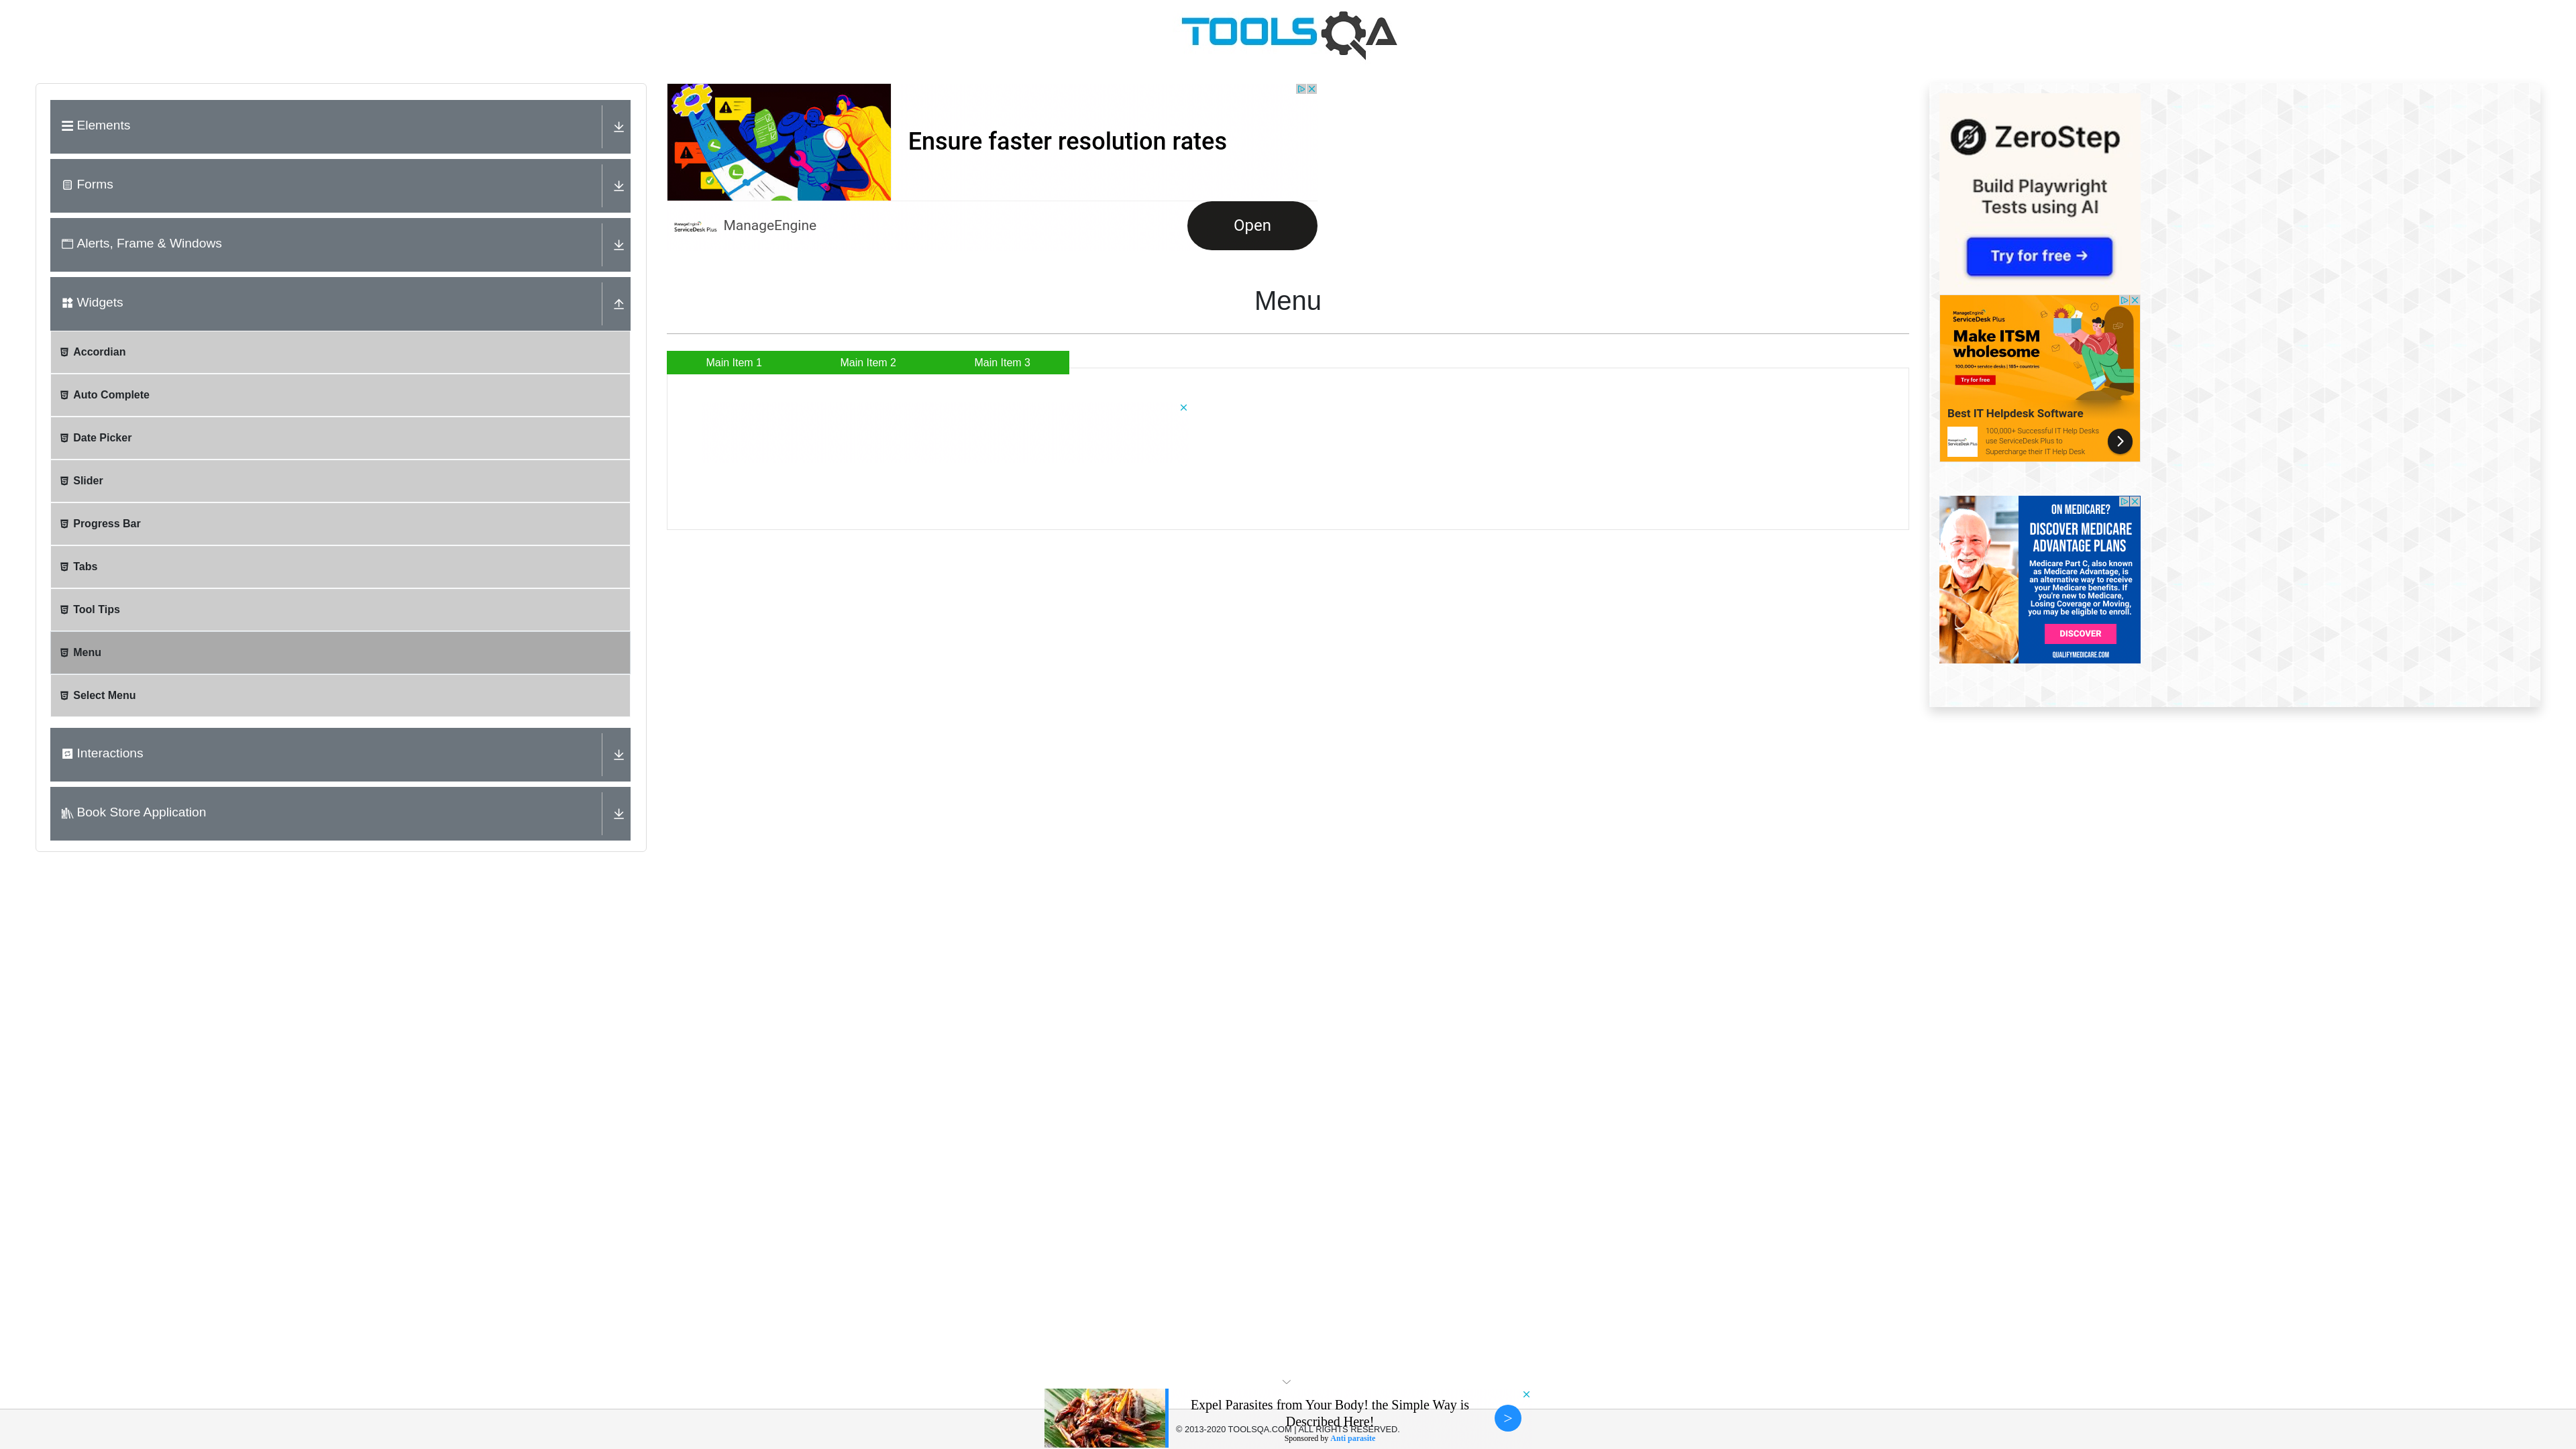 TOOLSQA
Elements
Forms
Alerts, Frame & Windows
Widgets
Accordian
Auto Complete
Date Picker
Slider
Progress Bar
Tabs
Tool Tips
Menu
Select Menu
Interactions
Book Store Application
Ensure faster resolution rates
ManageEngine
ServiceDesk Plus
ManageEngine
Open
Menu
Main Item 1
Main Item 2
Main Item 3
ZeroStep
Build Playwright
Tests using AI
Try for free →
ManageEngine
ServiceDesk Plus
Make ITSM
wholesome
100,000+ service desks | 185+ countries
Try for free
Best IT Helpdesk Software
ManageEngine
ServiceDesk Plus
100,000+ Successful IT Help Desks
use ServiceDesk Plus to
Supercharge their IT Help Desk
ON MEDICARE?
DISCOVER MEDICARE
ADVANTAGE PLANS
Medicare Part C, also known
as Medicare Advantage, is
an alternative way to receive
your Medicare benefits. If
you're new to Medicare,
Losing Coverage or Moving,
you may be eligible to enroll.
DISCOVER
QUALIFYMEDICARE.COM
Expel Parasites from Your Body! the Simple Way is
Described Here!
© 2013-2020 TOOLSQA.COM | ALL RIGHTS RESERVED.
Sponsored by Anti parasite